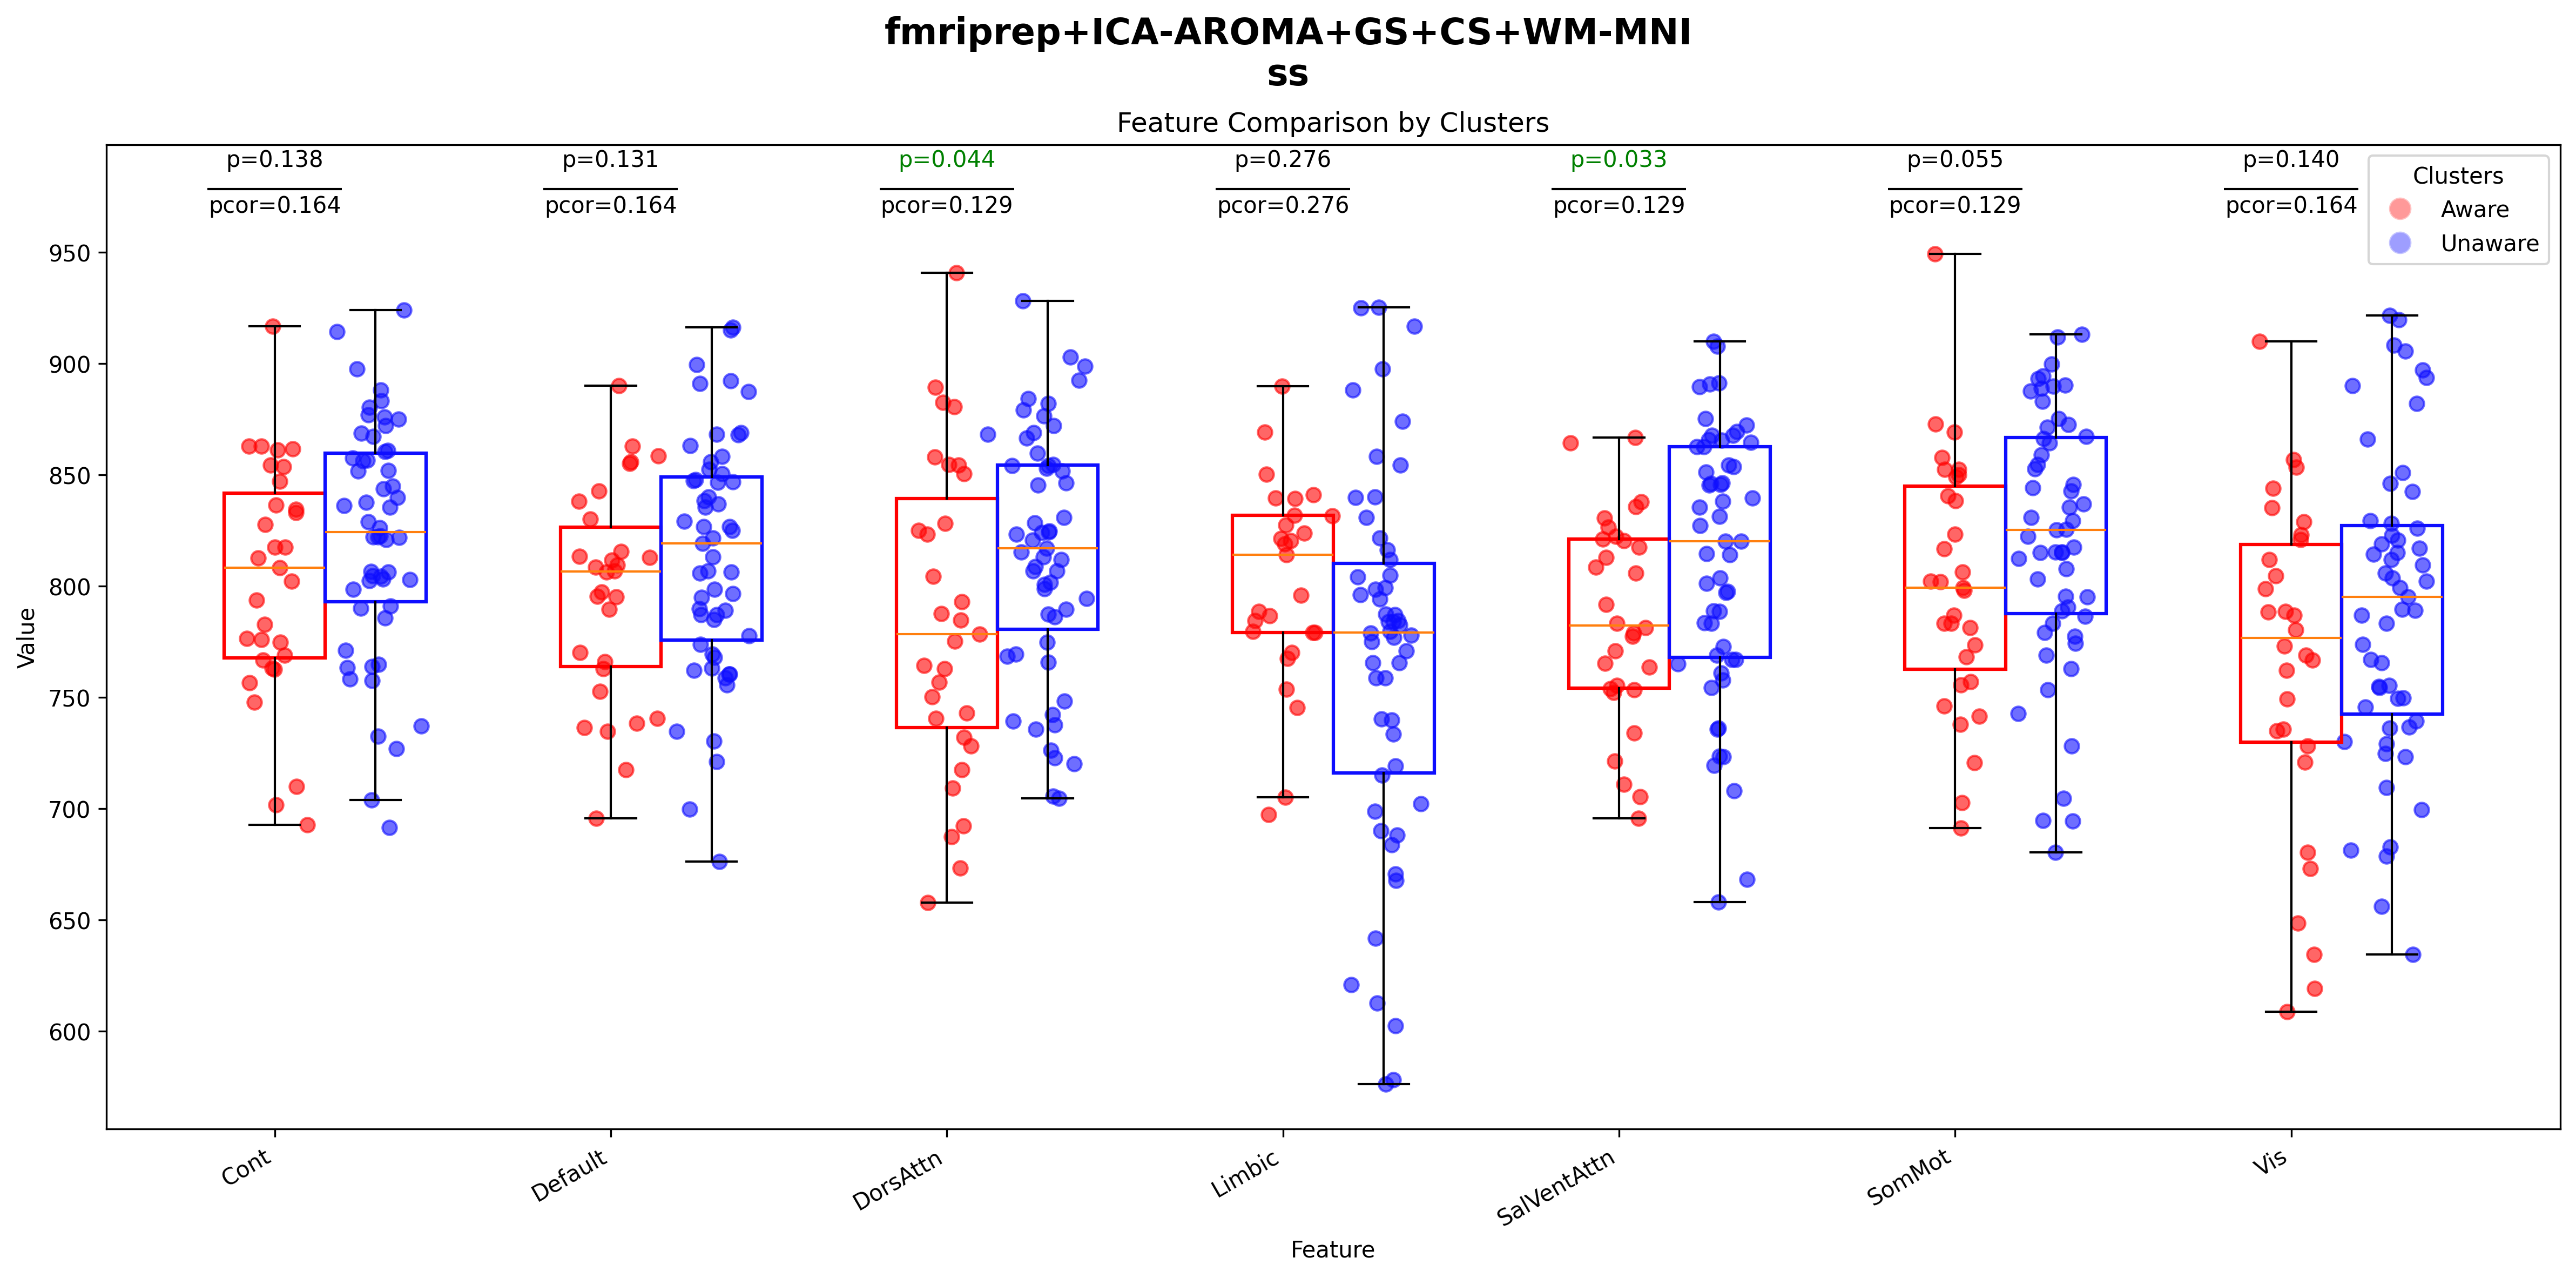 fmriprep+ICA-AROMA+GS+CS+WM-MNI
ss
Feature Comparison by Clusters
p=0.138 p=0.131 p=0.044 p=0.276 p=0.033 p=0.055 p=0.140
pcor=0.164 pcor=0.164 pcor=0.129 pcor=0.276 pcor=0.129 pcor=0.129 pcor=0.164
Clusters
Aware
Unaware
950
900
850
800
750
700
650
600
Value
Cont Default DorsAttn Limbic SalVentAttn SomMot Vis
Feature